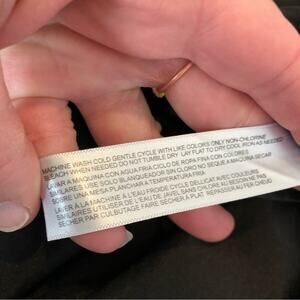 MACHINE WASH COLD GENTLE CYCLE WITH LIKE COLORS ONLY NON-CHLORINE
BLEACH WHEN NEEDED DO NOT TUMBLE DRY LAY FLAT TO DRY COOL IRON AS NEEDED
LAVAR A MAQUINA CON AGUA FRIA CICLO DE ROPA FINA CON COLORES
SIMILARES USE SOLO BLANQUEADOR SIN CLORO NO SEQUE A MAQUINA SECAR
SOBRE UNA MESA PLANCHAR A TEMPERATURA FRIA
LAVER A LA MACHINE A L'EAU FROIDE CYCLE DELICAT AVEC COULEURS
SIMILAIRES UTILISER DE L'EAU DE JAVEL SANS CHLORE AU BESOIN NE PAS
SECHER PAR CULBUTAGE FAIRE SECHER A PLAT REPASSER AU FER